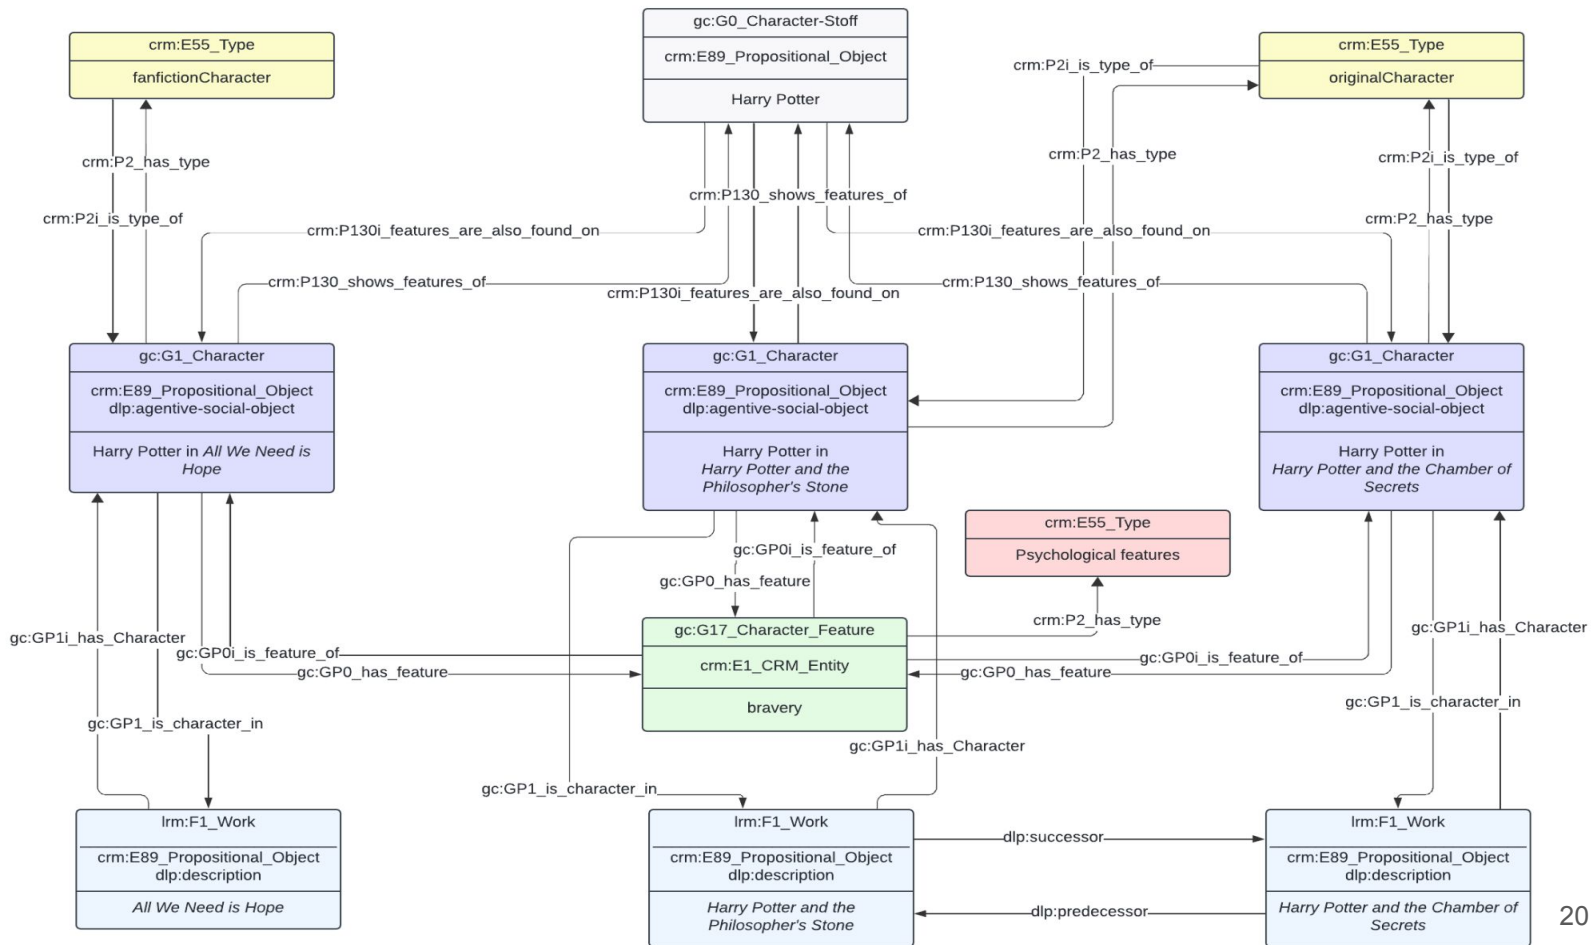 gc:G0_Character-Stoff
crm:E89_Propositional_Object
Harry Potter
crm:E55_Type
fanfictionCharacter
crm:E55_Type
originalCharacter
crm:P2i_is_type_of
crm:P2_has_type
crm:P2_has_type
crm:P2i_is_type_of
crm:P130_shows_features_of
crm:P2i_is_type_of
crm:P2_has_type
crm:P130i_features_are_also_found_on
crm:P130i_features_are_also_found_on
crm:P130_shows_features_of
crm:P130i_features_are_also_found_on
crm:P130_shows_features_of
gc:G1_Character
crm:E89_Propositional_Object
dlp:agentive-social-object
Harry Potter in All We Need is
Hope
gc:G1_Character
crm:E89_Propositional_Object
dlp:agentive-social-object
Harry Potter in
Harry Potter and the
Philosopher's Stone
gc:G1_Character
crm:E89_Propositional_Object
dlp:agentive-social-object
Harry Potter in
Harry Potter and the Chamber of
Secrets
crm:E55_Type
Psychological features
gc:GP0i_is_feature_of
gc:GP0_has_feature
crm:P2_has_type
gc:G17_Character_Feature
crm:E1_CRM_Entity
bravery
gc:GP1i_has_Character
gc:GP0i_is_feature_of
gc:GP0_has_feature
gc:GP1_is_character_in
gc:GP1i_has_Character
gc:GP0i_is_feature_of
gc:GP0_has_feature
gc:GP1_is_character_in
gc:GP1i_has_Character
gc:GP1_is_character_in
lrm:F1_Work
crm:E89_Propositional_Object
dlp:description
All We Need is Hope
lrm:F1_Work
crm:E89_Propositional_Object
dlp:description
Harry Potter and the
Philosopher's Stone
dlp:successor
dlp:predecessor
lrm:F1_Work
crm:E89_Propositional_Object
dlp:description
Harry Potter and the Chamber of
Secrets
20